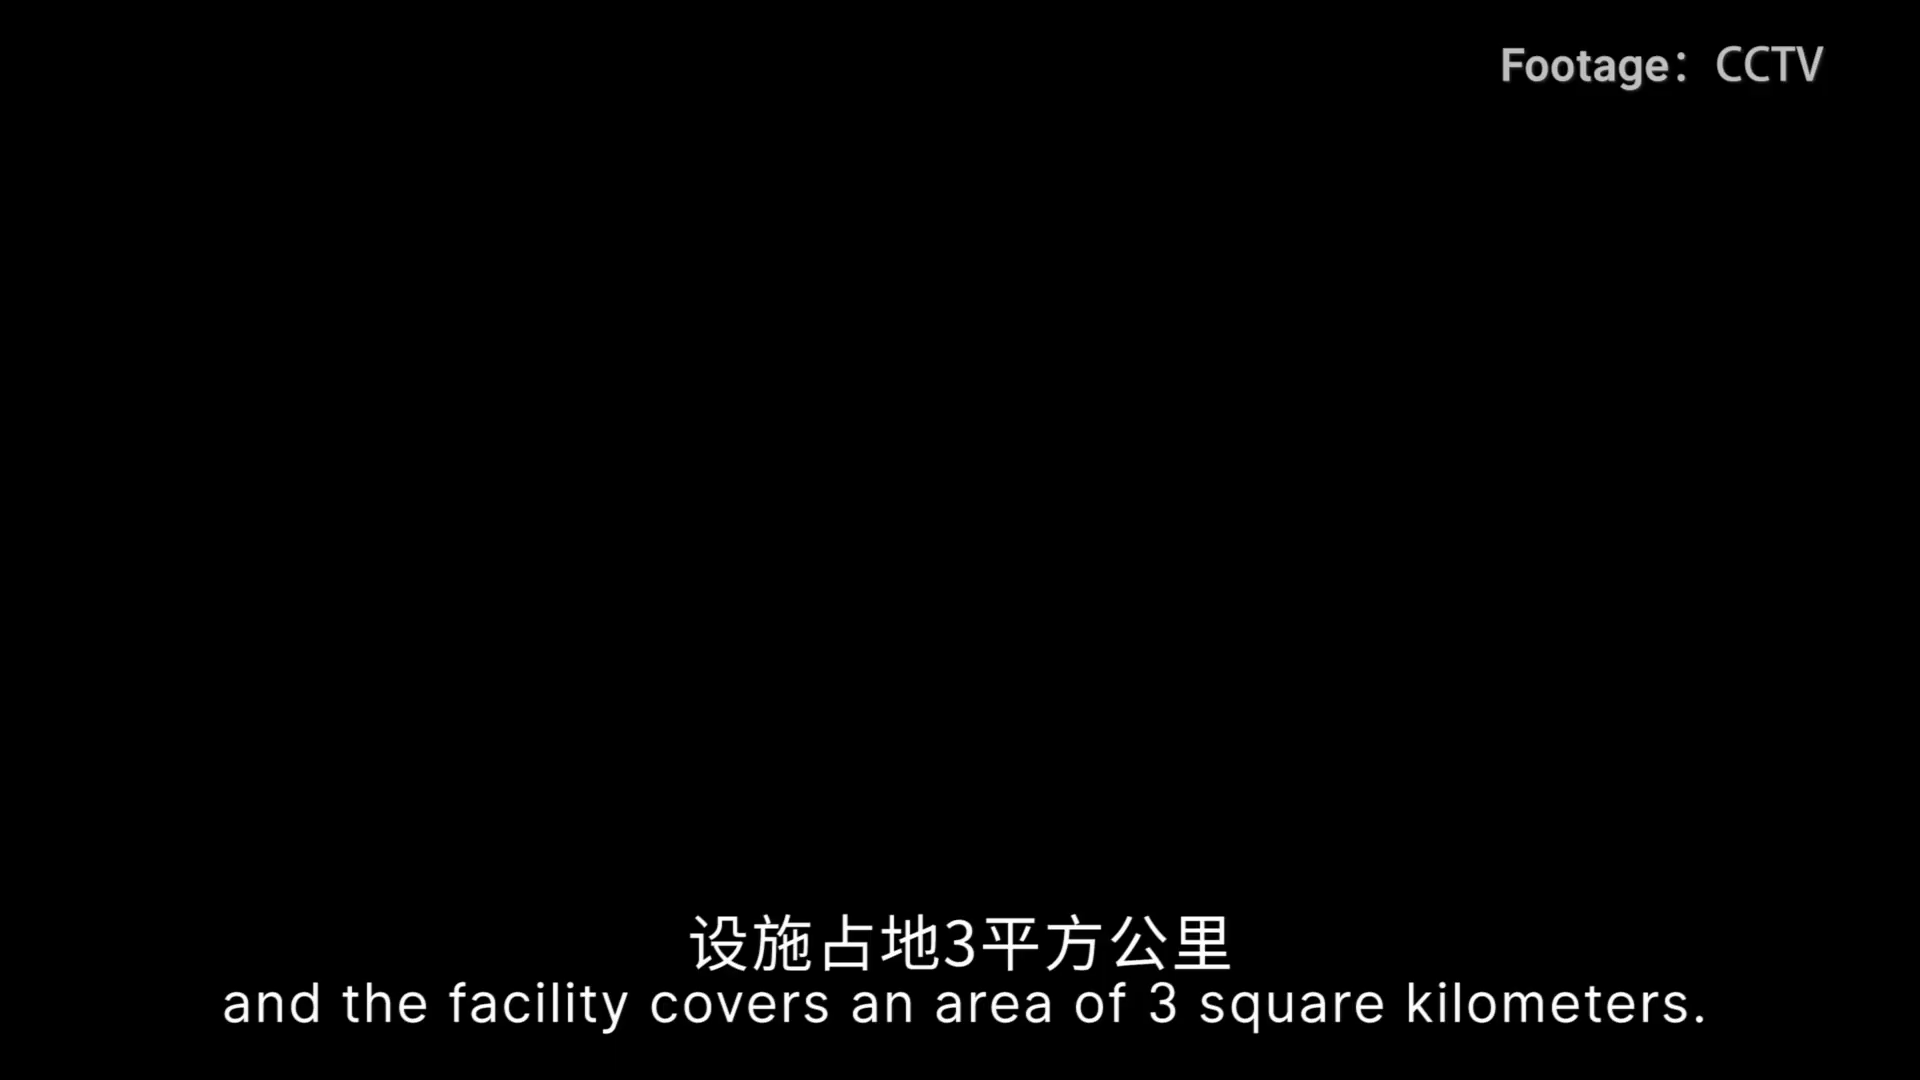 Footage：CCTV
设施占地3平方公里
and the facility covers an area of 3 square kilometers.